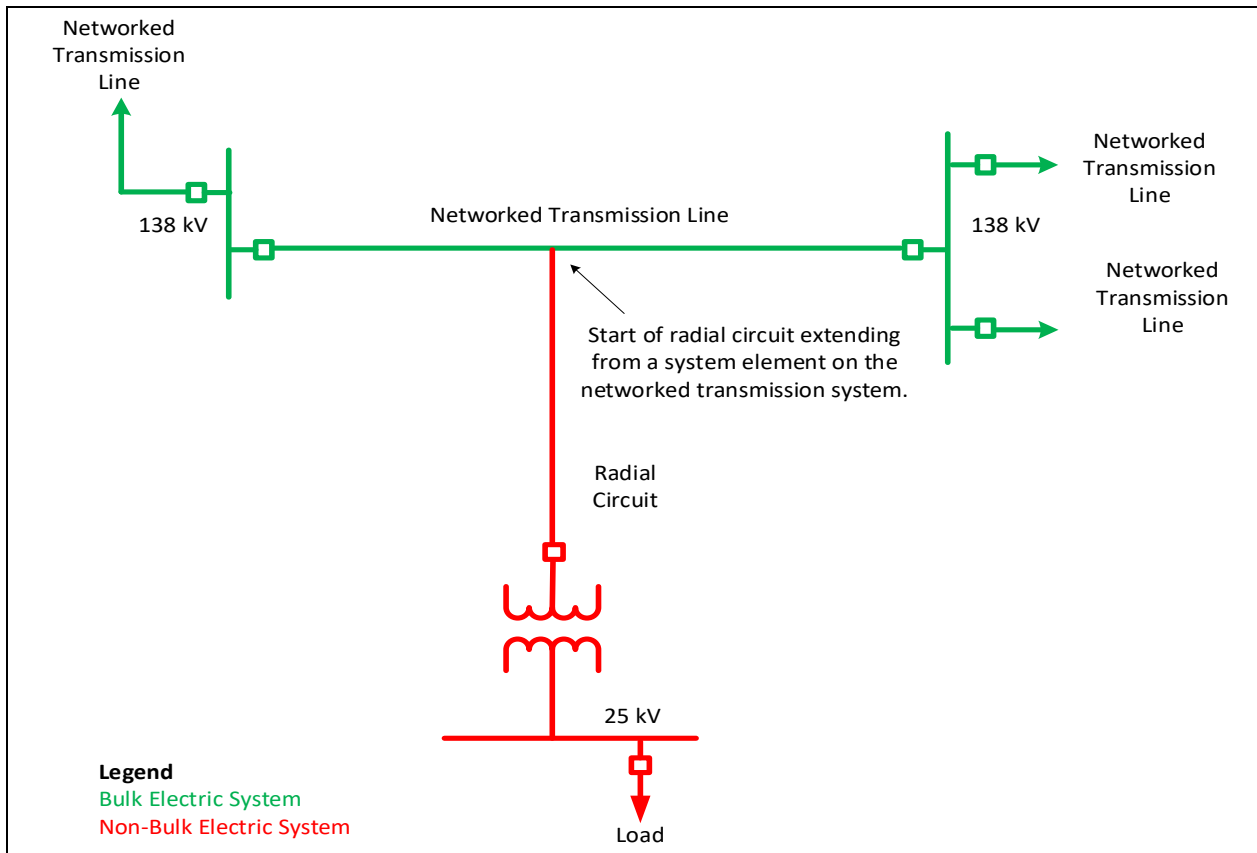 Networked
Transmission
Line
138 kV
Networked Transmission Line
138 kV
Networked
Transmission
Line
Networked
Transmission
Line
Start of radial circuit extending
from a system element on the
networked transmission system.
Radial
Circuit
25 kV
Load
Legend
Bulk Electric System
Non-Bulk Electric System